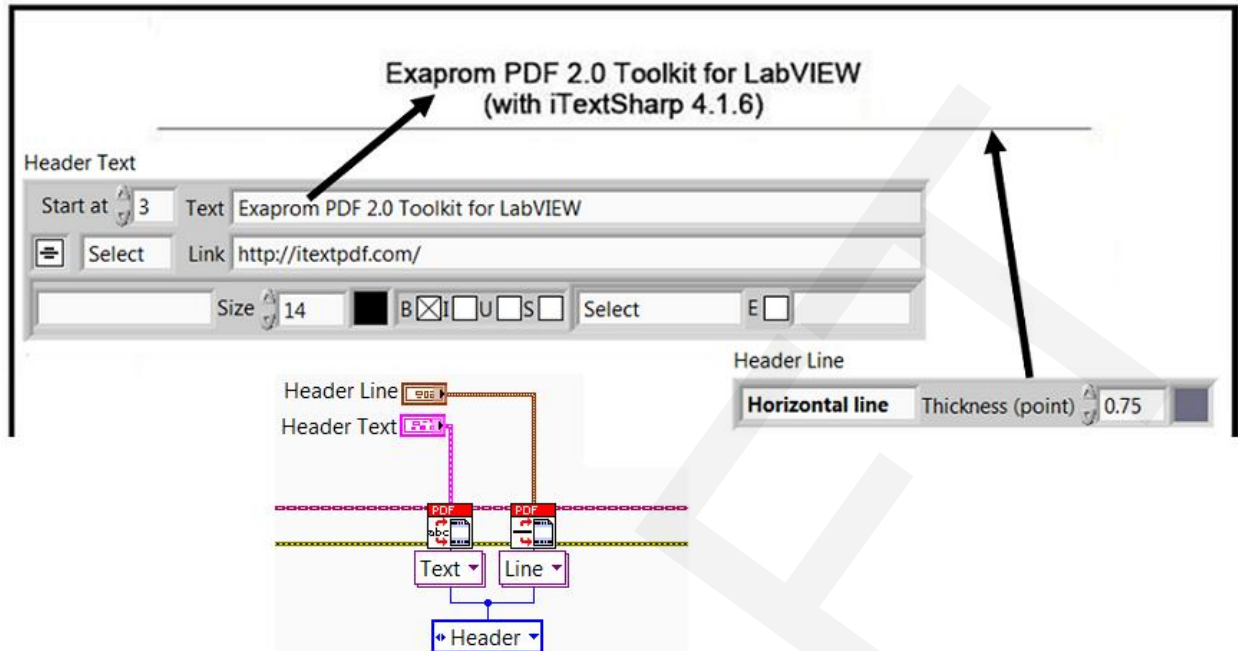 Exaprom PDF 2.0 Toolkit for LabVIEW
(with iTextSharp 4.1.6)
Header Text
Start at 3 Text Exaprom PDF 2.0 Toolkit for LabVIEW
Select Link http://itextpdf.com/
Size 14 B I U S Select E
Header Line
Horizontal line Thickness (point) 0.75
Header Line
Header Text
PDF PDF
abc
Text Line
Header